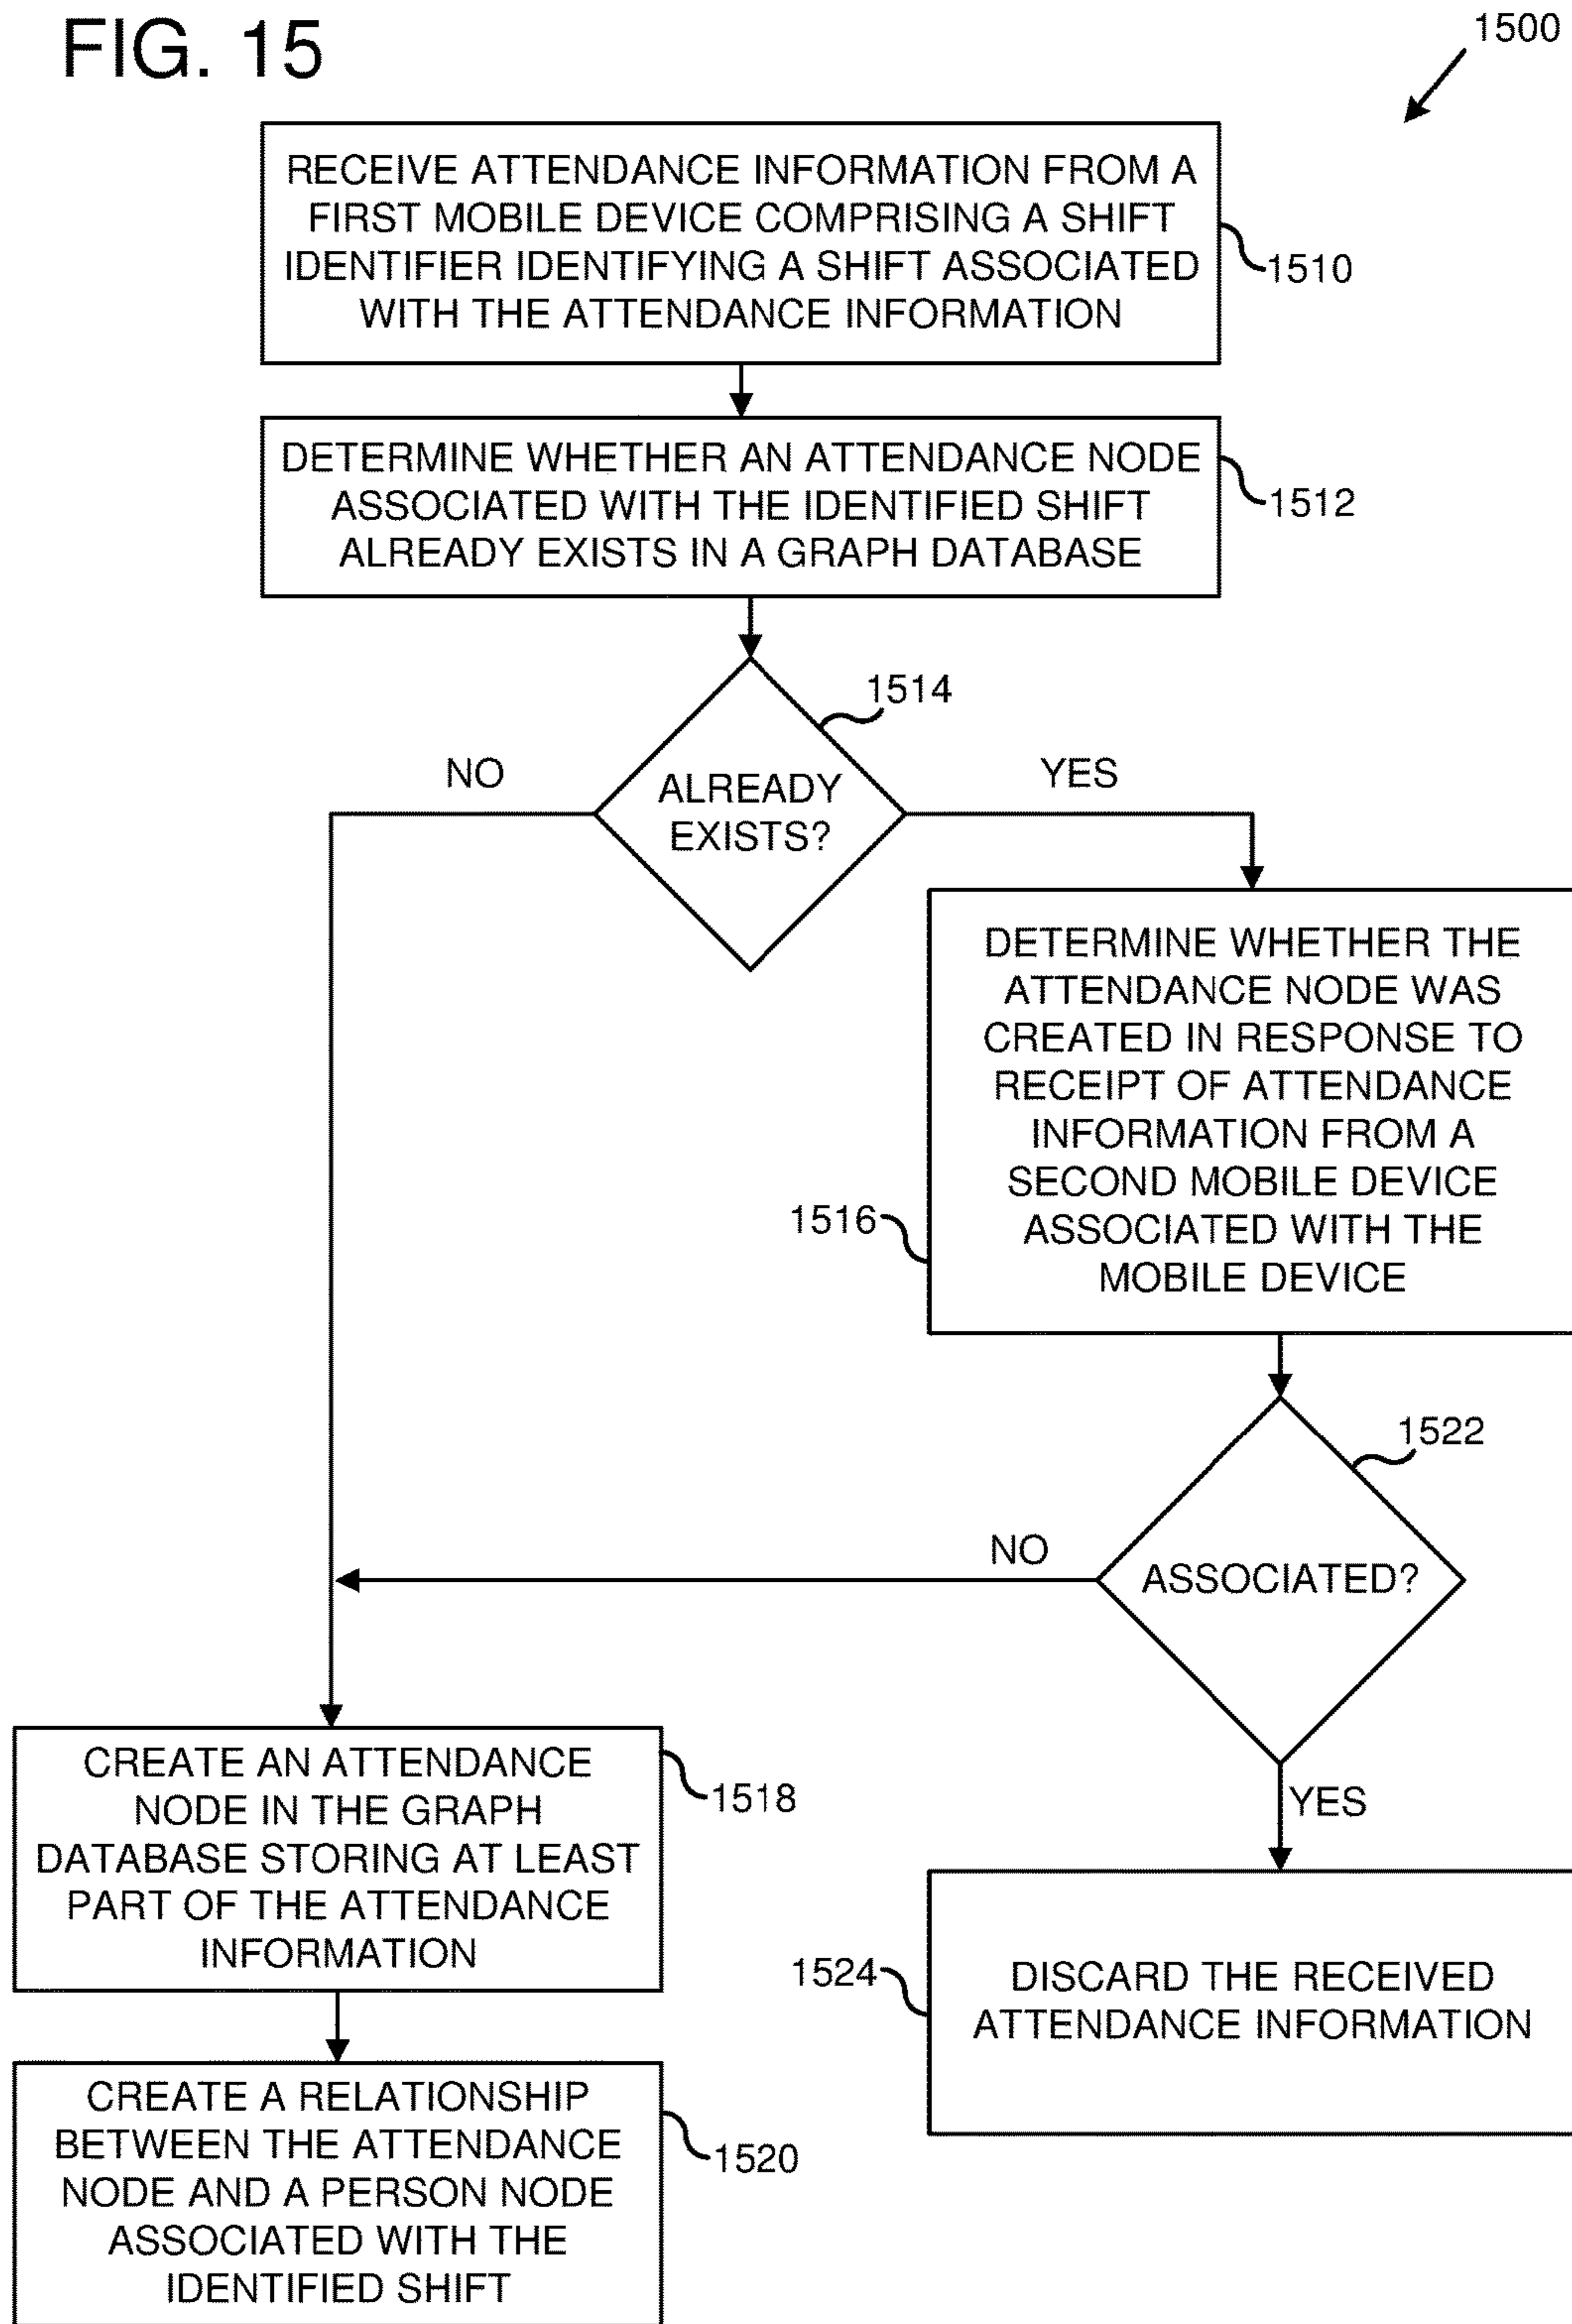 FIG. 15
1500
RECEIVE ATTENDANCE INFORMATION FROM A
FIRST MOBILE DEVICE COMPRISING A SHIFT
IDENTIFIER IDENTIFYING A SHIFT ASSOCIATED
WITH THE ATTENDANCE INFORMATION
1510
DETERMINE WHETHER AN ATTENDANCE NODE
ASSOCIATED WITH THE IDENTIFIED SHIFT
ALREADY EXISTS IN A GRAPH DATABASE
1512
1514
ALREADY
EXISTS?
NO
YES
DETERMINE WHETHER THE
ATTENDANCE NODE WAS
CREATED IN RESPONSE TO
RECEIPT OF ATTENDANCE
INFORMATION FROM A
SECOND MOBILE DEVICE
ASSOCIATED WITH THE
MOBILE DEVICE
1516
1522
ASSOCIATED?
NO
YES
CREATE AN ATTENDANCE
NODE IN THE GRAPH
DATABASE STORING AT LEAST
PART OF THE ATTENDANCE
INFORMATION
1518
DISCARD THE RECEIVED
ATTENDANCE INFORMATION
1524
CREATE A RELATIONSHIP
BETWEEN THE ATTENDANCE
NODE AND A PERSON NODE
ASSOCIATED WITH THE
IDENTIFIED SHIFT
1520